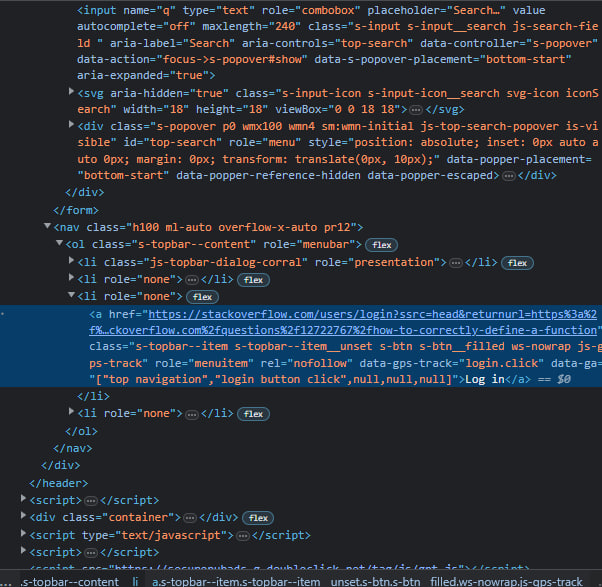 <input name="q" type="text" role="combobox" placeholder="Search…" value
autocomplete="off" maxlength="240" class="s-input s-input__search js-search-fie
ld " aria-label="Search" aria-controls="top-search" data-controller="s-popover"
data-action="focus->s-popover#show" data-s-popover-placement="bottom-start"
aria-expanded="true">
<svg aria-hidden="true" class="s-input-icon s-input-icon__search svg-icon iconS
earch" width="18" height="18" viewBox="0 0 18 18">…</svg>
<div class="s-popover p0 wmx100 wmn4 sm:wmn-initial js-top-search-popover is-vi
sible" id="top-search" role="menu" style="position: absolute; inset: 0px auto a
uto 0px; margin: 0px; transform: translate(0px, 10px);" data-popper-placement=
"bottom-start" data-popper-reference-hidden data-popper-escaped>…</div>
</div>
</form>
<nav class="h100 ml-auto overflow-x-auto pr12">
<ol class="s-topbar--content" role="menubar"> flex
<li class="js-topbar-dialog-corral" role="presentation">…</li> flex
<li role="none">…</li> flex
<li role="none"> flex
<a href="https://stackoverflow.com/users/login?ssrc=head&returnurl=https%3a%2
f%…ckoverflow.com%2fquestions%2f12722767%2fhow-to-correctly-define-a-function"
class="s-topbar--item s-topbar--item__unset s-btn s-btn__filled ws-nowrap js-g
ps-track" role="menuitem" rel="nofollow" data-gps-track="login.click" data-ga=
"["top navigation","login button click",null,null,null]">Log in</a> == $0
</li>
<li role="none">…</li> flex
</ol>
</nav>
</div>
</header>
<script>…</script>
<div class="container">…</div> flex
<script type="text/javascript">…</script>
<script>…</script>
<script src="https://securepubads.g.doubleclick.net/tag/js/gpt.js"></script>
… .s-topbar--content li a.s-topbar--item.s-topbar--item__unset.s-btn.s-btn__filled.ws-nowrap.js-gps-track